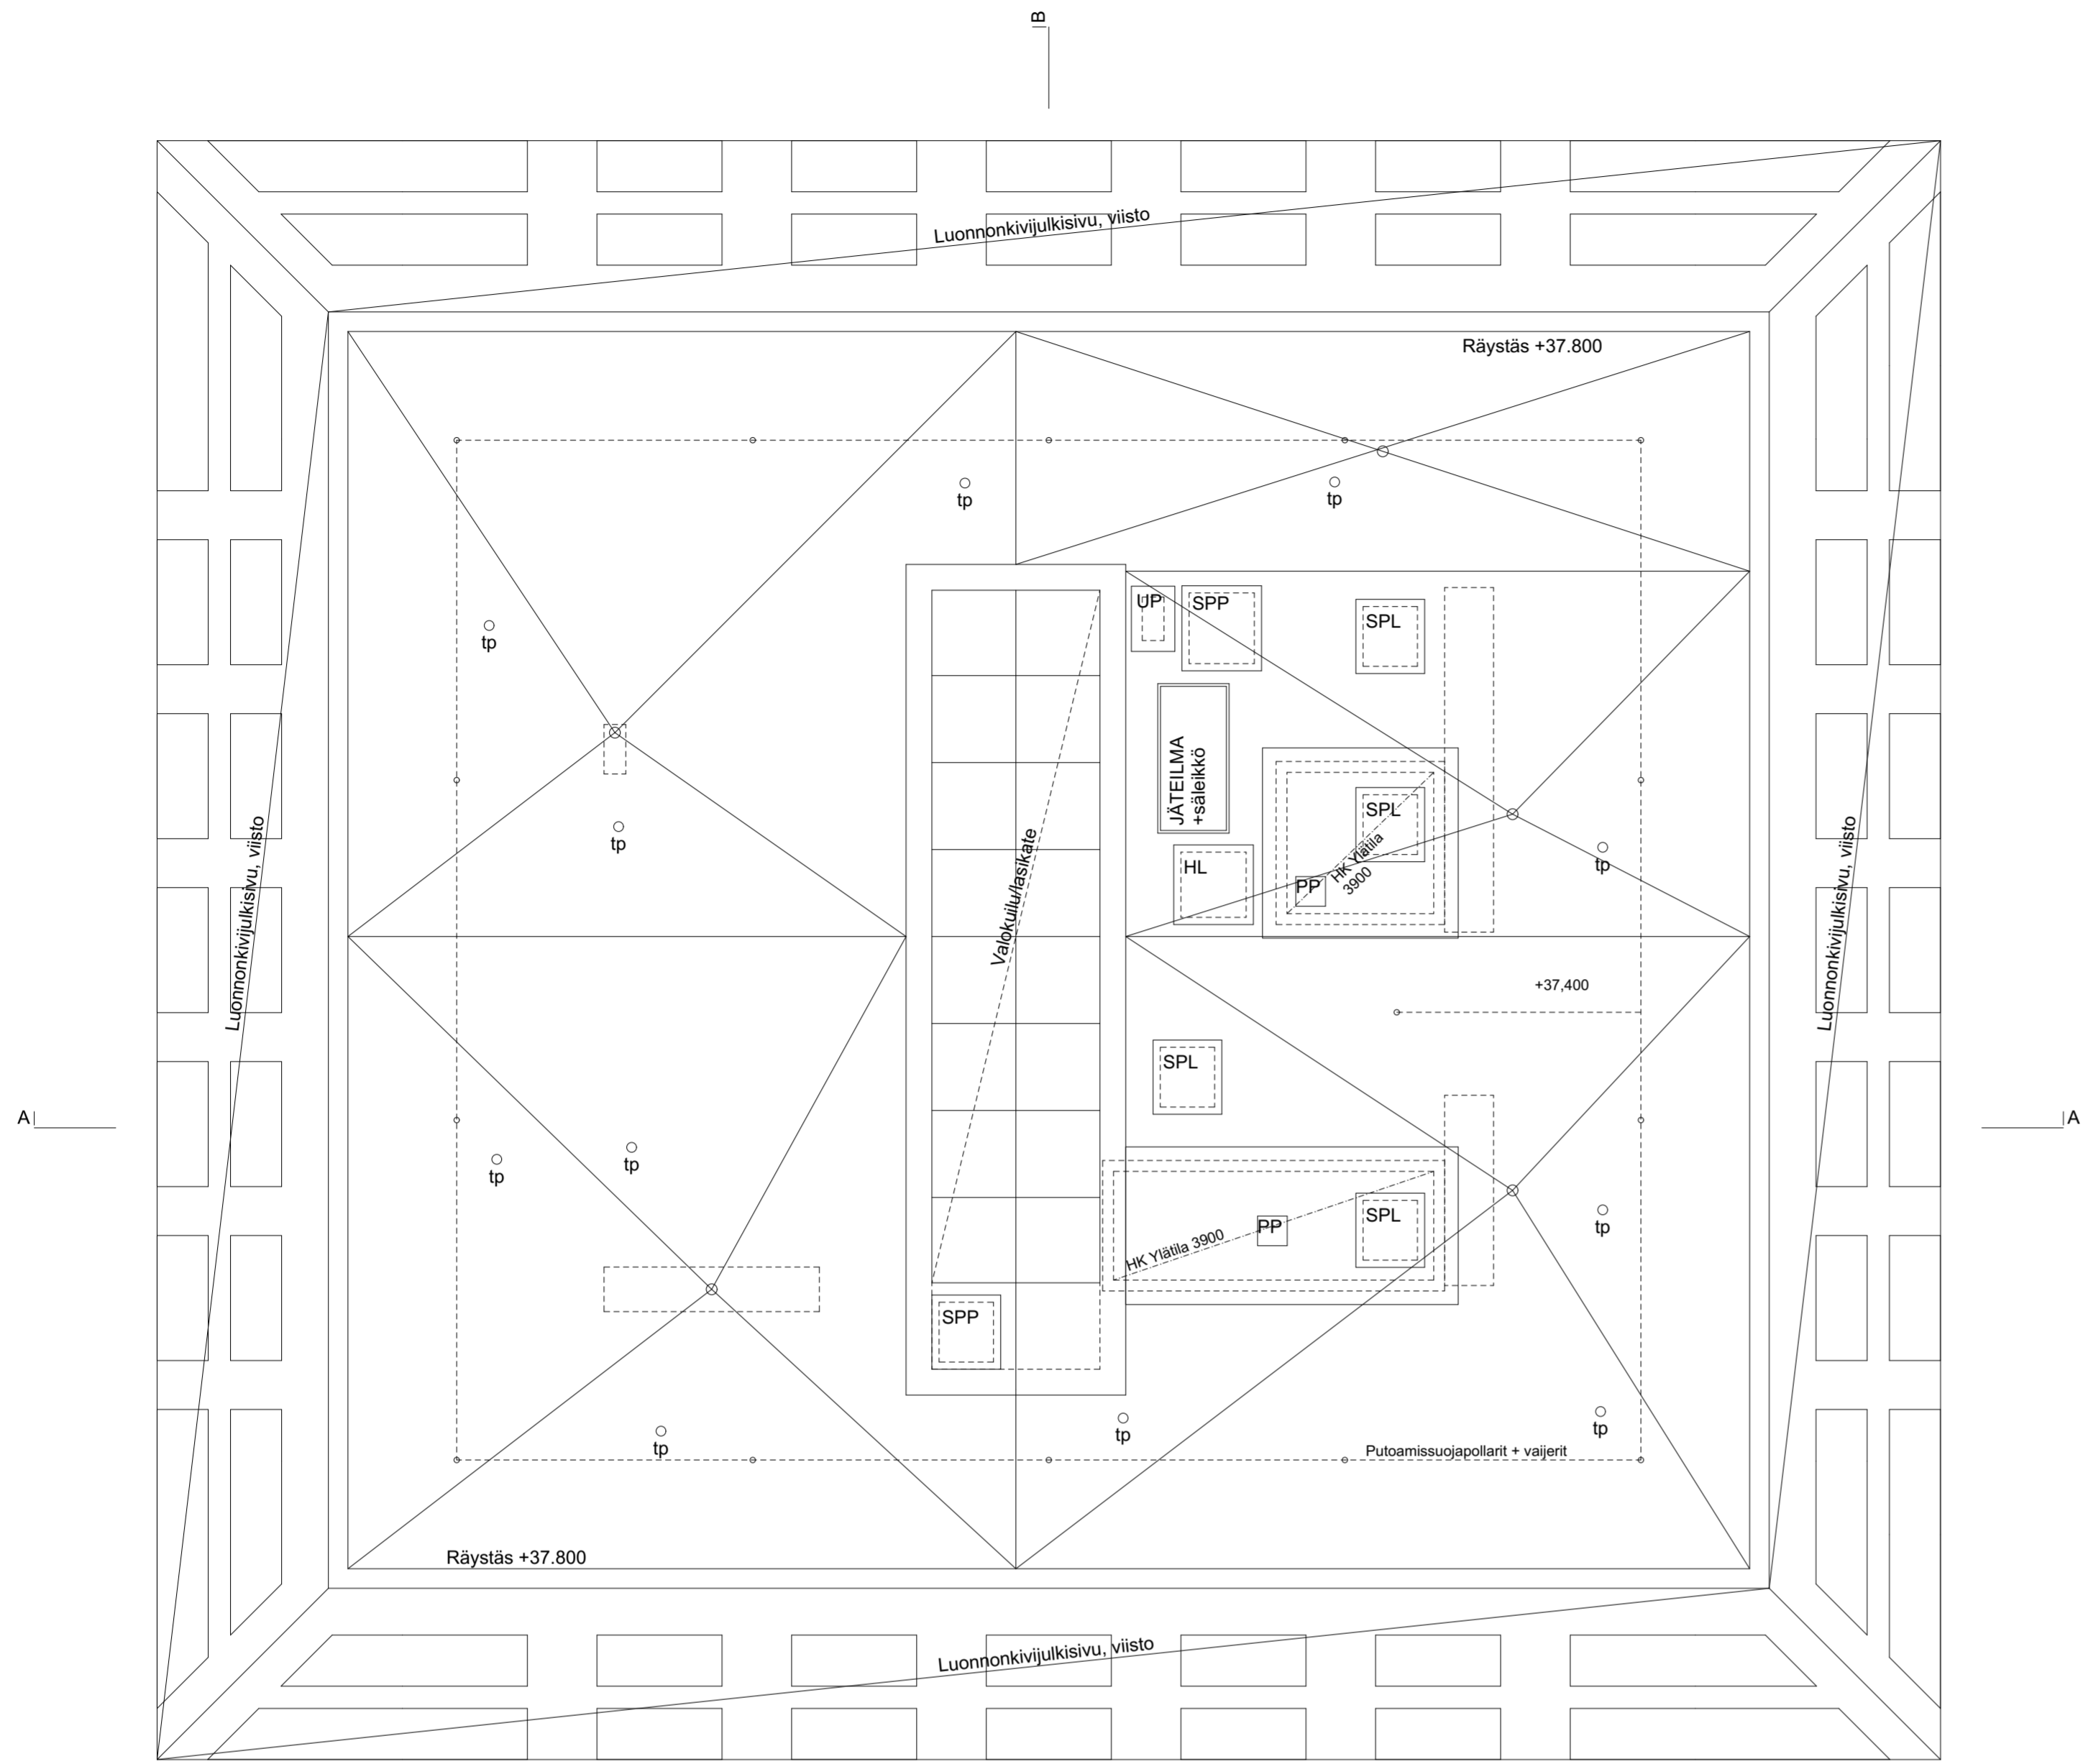 B
Luonnonkivijulkisivu, viisto
Räystäs +37.800
tp
tp
UP
SPP
SPL
tp
JÄTEILMA
+säleikkö
SPL
tp
HK Ylätila
3900
tp
HL
PP
Valokuilu/lasikate
Luonnonkivijulkisivu, viisto
Luonnonkivijulkisivu, viisto
+37,400
SPL
A
A
tp
tp
SPL
PP
tp
HK Ylätila 3900
SPP
tp
tp
tp
Putoamissuojapollarit + vaijerit
Räystäs +37.800
Luonnonkivijulkisivu, viisto